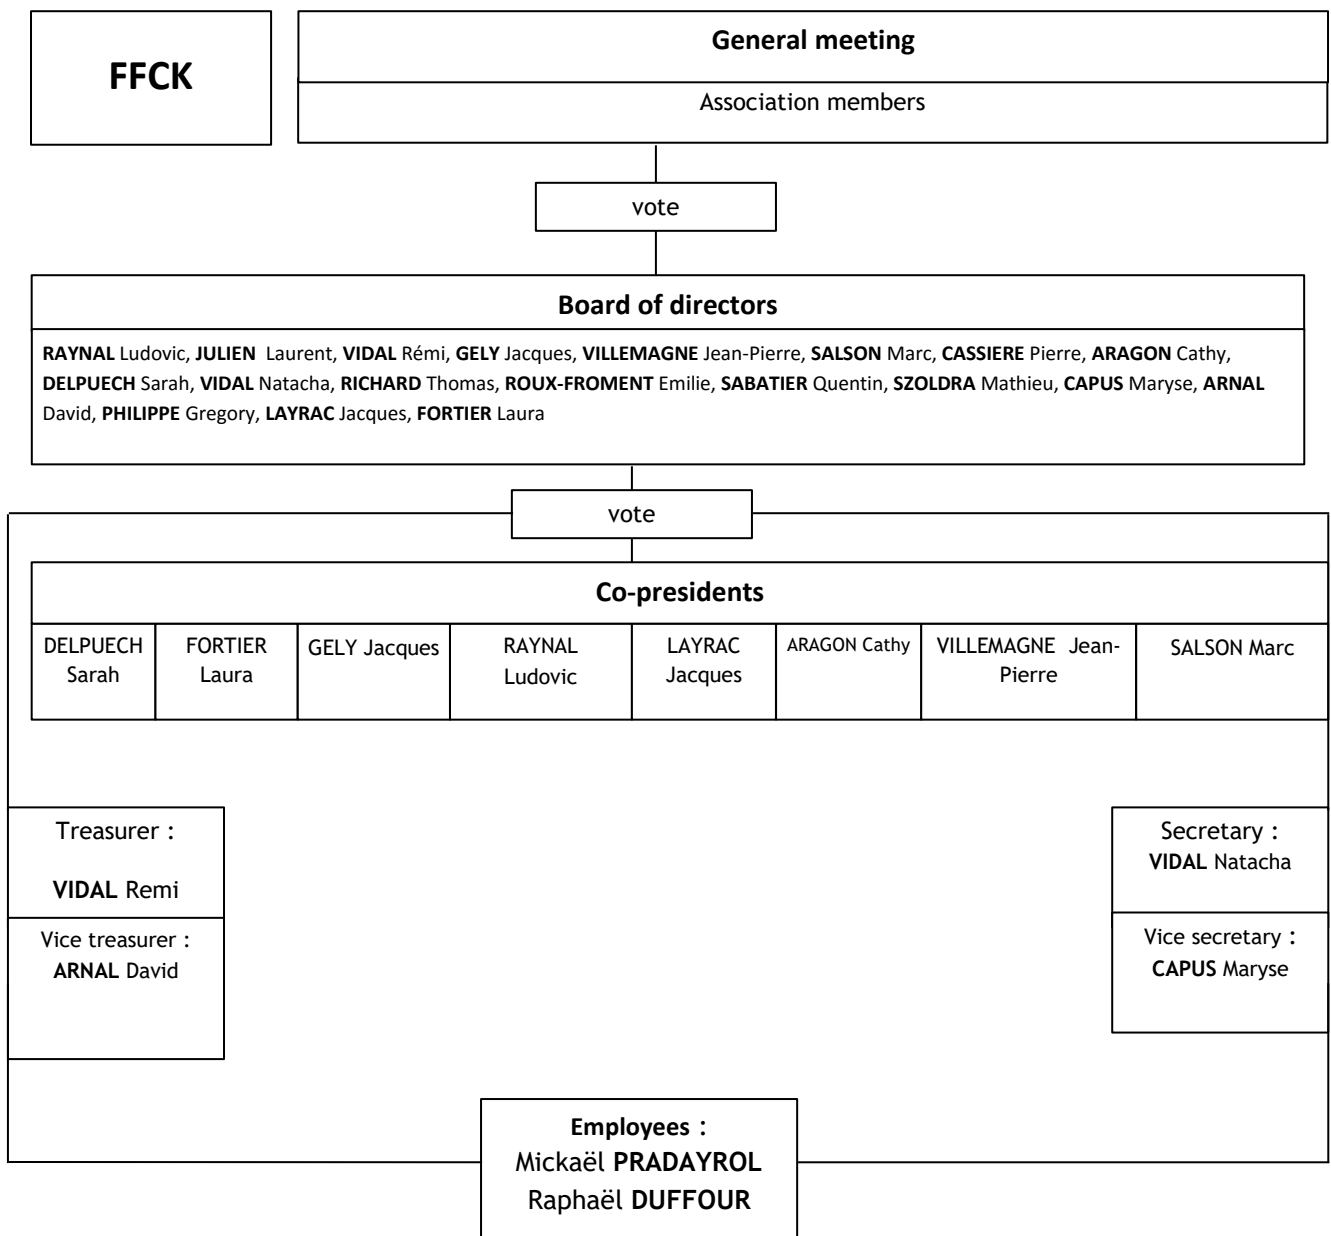 FFCK
General meeting
Association members
vote
Board of directors
RAYNAL Ludovic, JULIEN Laurent, VIDAL Rémi, GELY Jacques, VILLEMAGNE Jean-Pierre, SALSON Marc, CASSIERE Pierre, ARAGON Cathy,
DELPUECH Sarah, VIDAL Natacha, RICHARD Thomas, ROUX-FROMENT Emilie, SABATIER Quentin, SZOLDRA Mathieu, CAPUS Maryse, ARNAL
David, PHILIPPE Gregory, LAYRAC Jacques, FORTIER Laura
vote
Co-presidents
DELPUECH
Sarah
FORTIER
Laura
GELY Jacques
RAYNAL
Ludovic
LAYRAC
Jacques
ARAGON Cathy
VILLEMAGNE Jean-
Pierre
SALSON Marc
Treasurer :
VIDAL Remi
Vice treasurer :
ARNAL David
Secretary :
VIDAL Natacha
Vice secretary :
CAPUS Maryse
Employees :
Mickaël PRADAYROL
Raphaël DUFFOUR